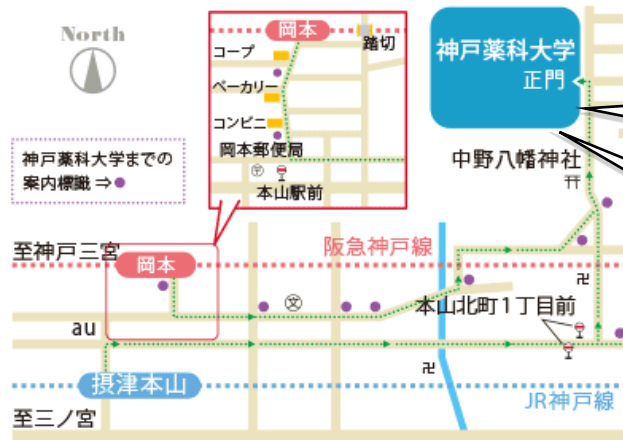 North
神戸薬科大学までの
案内標識 ⇒
岡本
踏切
コープ
ベーカリー
コンビニ
岡本郵便局
〒
本山駅前
神戸薬科大学
正門
中野八幡神社
至神戸三宮
岡本
阪急神戸線
卍
文
au
本山北町1丁目前
卍
摂津本山
JR神戸線
至三ノ宮